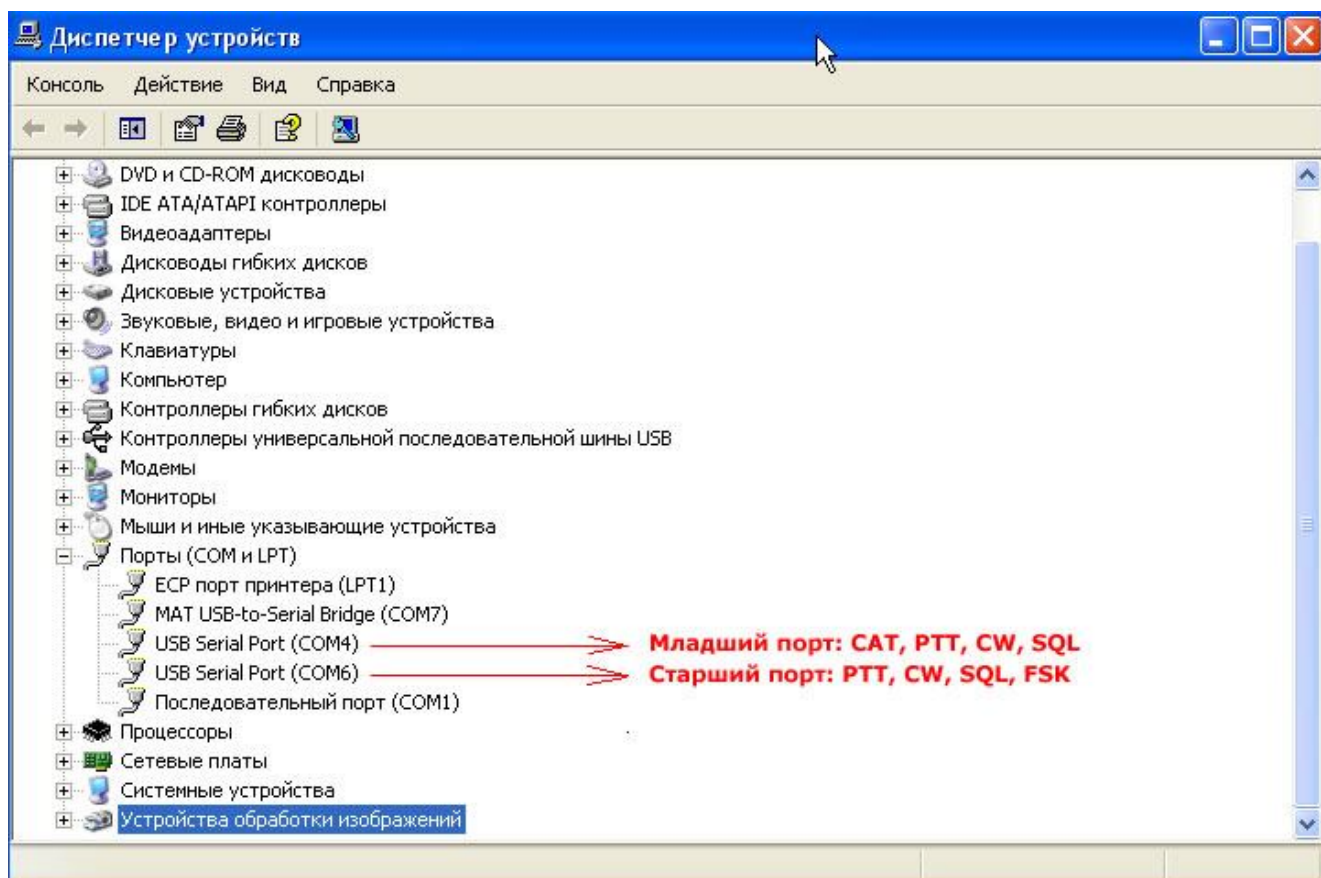 Диспетчер устройств
Консоль Действие Вид Справка
DVD и CD-ROM дисководы
IDE ATA/ATAPI контроллеры
Видеоадаптеры
Дисководы гибких дисков
Дисковые устройства
Звуковые, видео и игровые устройства
Клавиатуры
Компьютер
Контроллеры гибких дисков
Контроллеры универсальной последовательной шины USB
Модемы
Мониторы
Мыши и иные указывающие устройства
Порты (COM и LPT)
ECP порт принтера (LPT1)
MAT USB-to-Serial Bridge (COM7)
USB Serial Port (COM4) Младший порт: CAT, PTT, CW, SQL
USB Serial Port (COM6) Старший порт: PTT, CW, SQL, FSK
Последовательный порт (COM1)
Процессоры
Сетевые платы
Системные устройства
Устройства обработки изображений